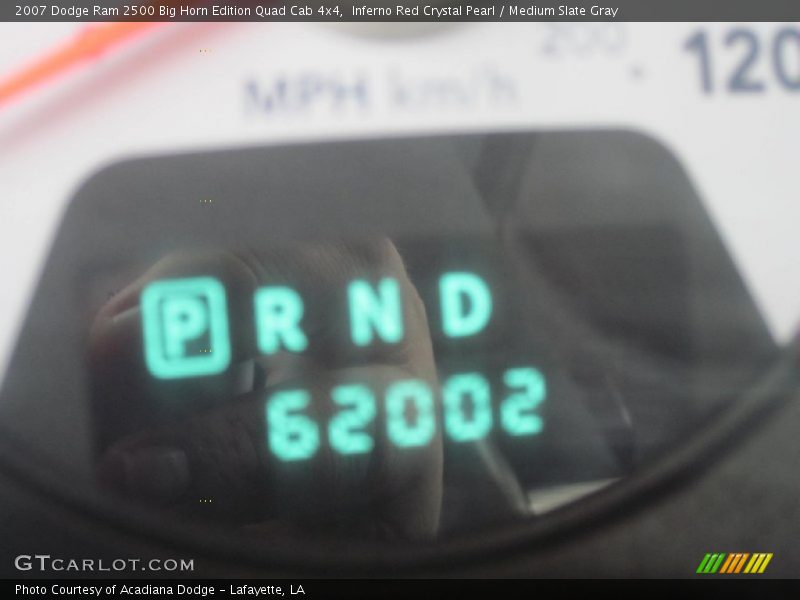 2007 Dodge Ram 2500 Big Horn Edition Quad Cab 4x4,  Inferno Red Crystal Pearl / Medium Slate Gray
200
120
MPH km/h
P R N D
62002
GTCARLOT.COM
Photo Courtesy of Acadiana Dodge - Lafayette, LA